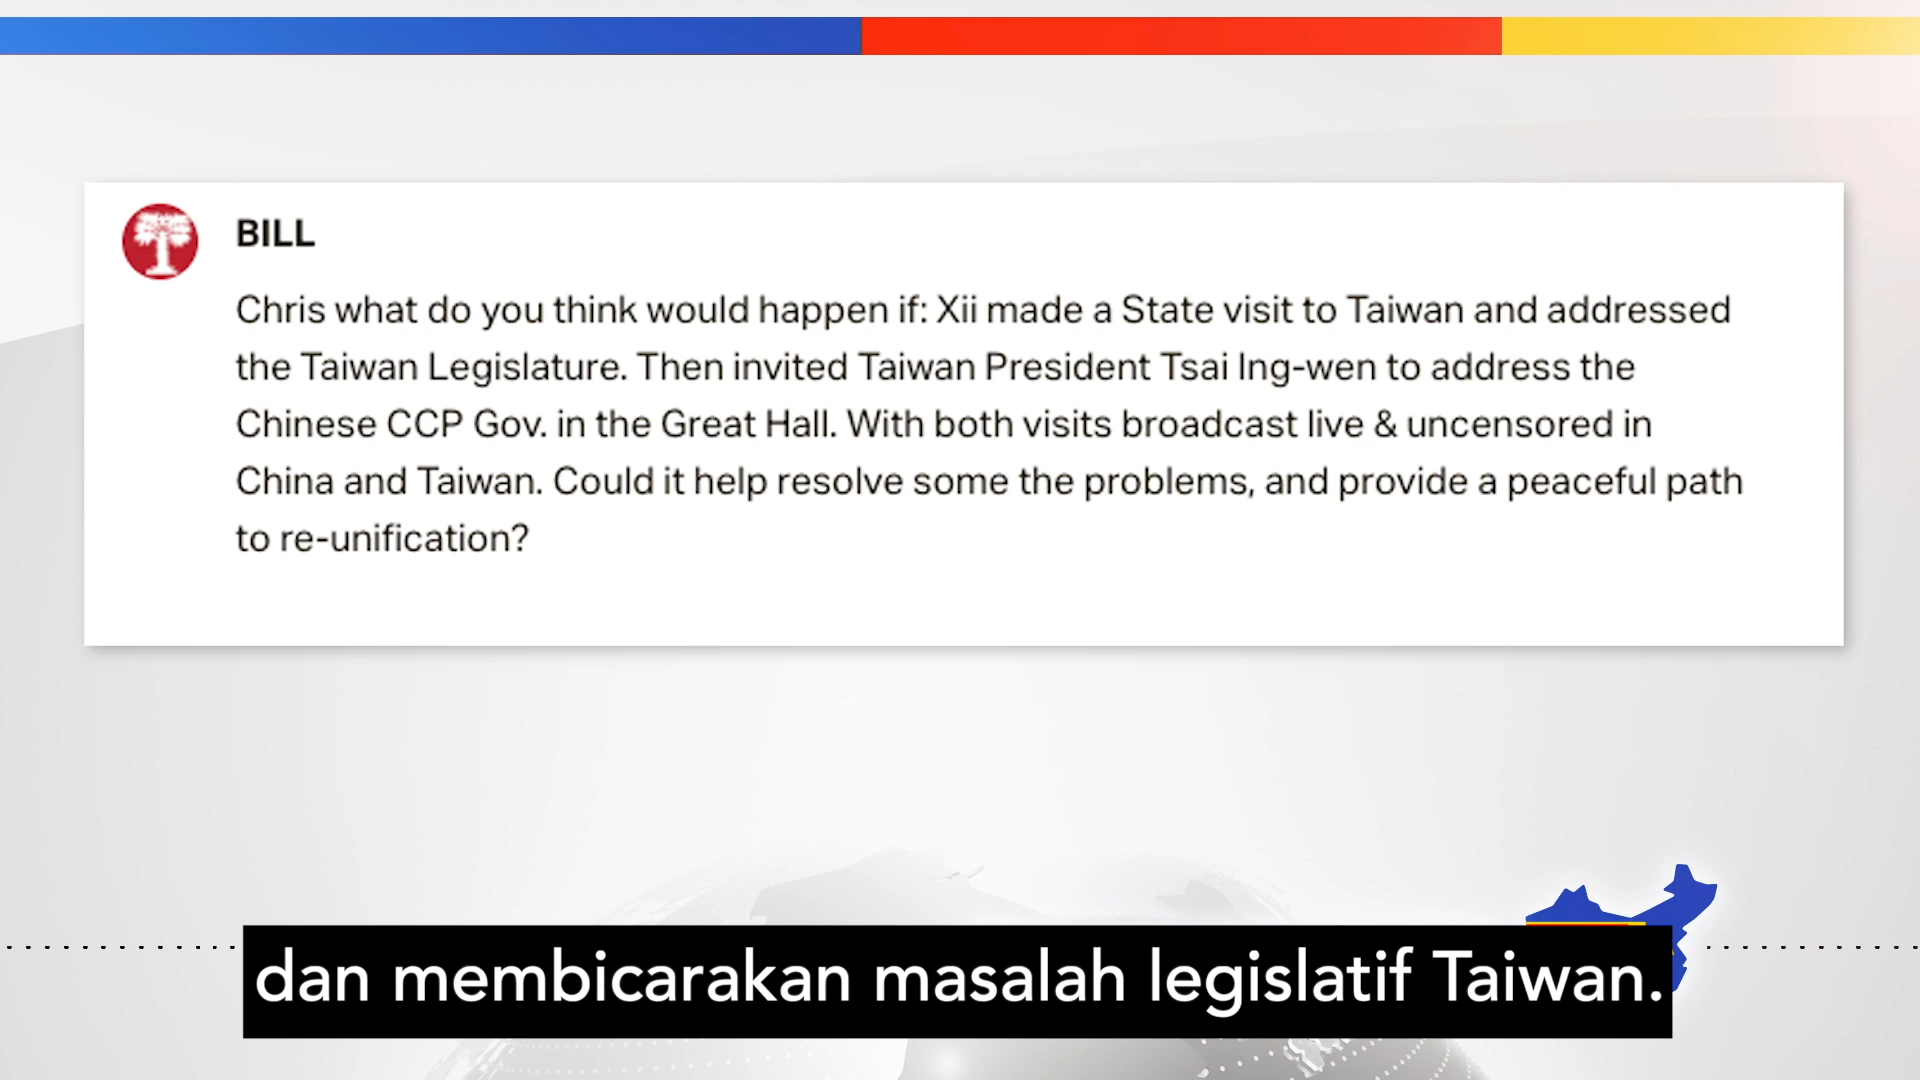 BILL
Chris what do you think would happen if: Xii made a State visit to Taiwan and addressed
the Taiwan Legislature. Then invited Taiwan President Tsai Ing-wen to address the
Chinese CCP Gov. in the Great Hall. With both visits broadcast live & uncensored in
China and Taiwan. Could it help resolve some the problems, and provide a peaceful path
to re-unification?
dan membicarakan masalah legislatif Taiwan.